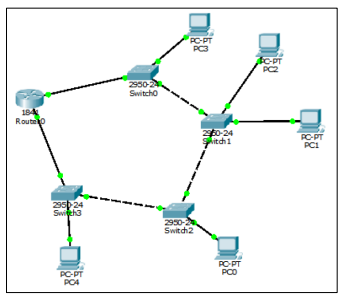 PC-PT
PC3
PC-PT
PC2
2950-24
Switch0
1841
Router0
2950-24
Switch1
PC-PT
PC1
2950-24
Switch3
2950-24
Switch2
PC-PT
PC0
PC-PT
PC4